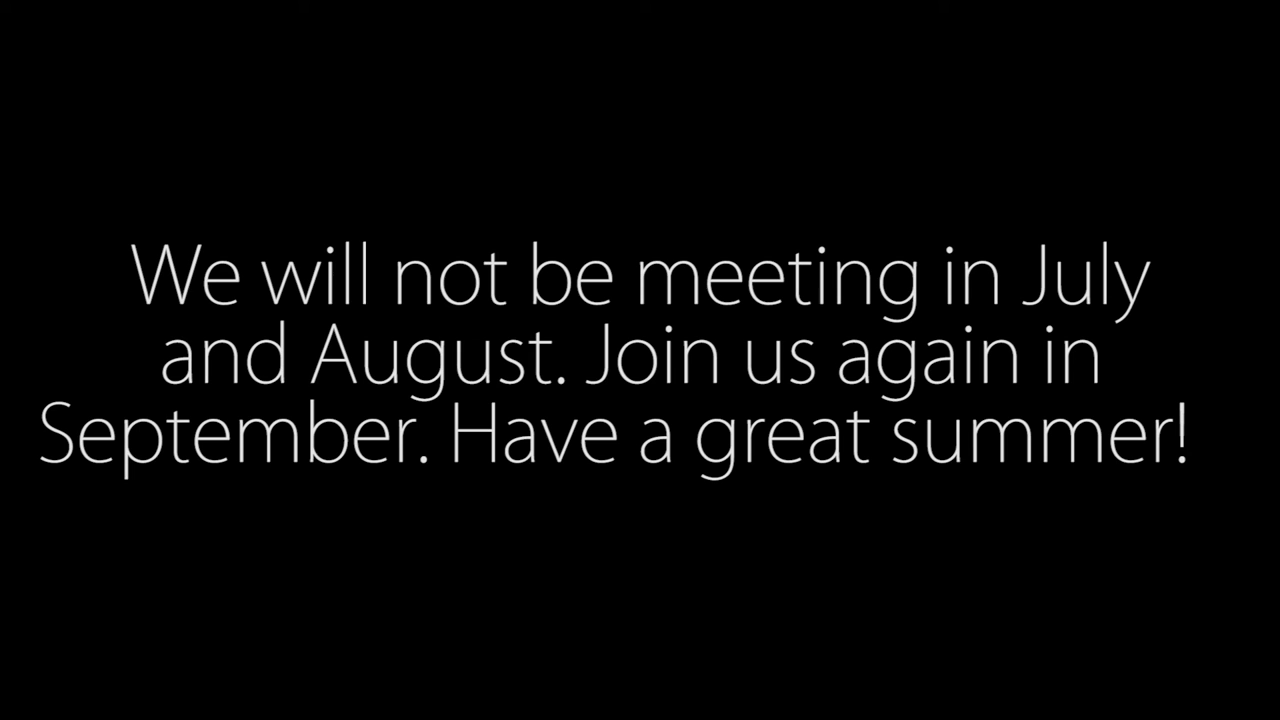 We will not be meeting in July
and August. Join us again in
September. Have a great summer!